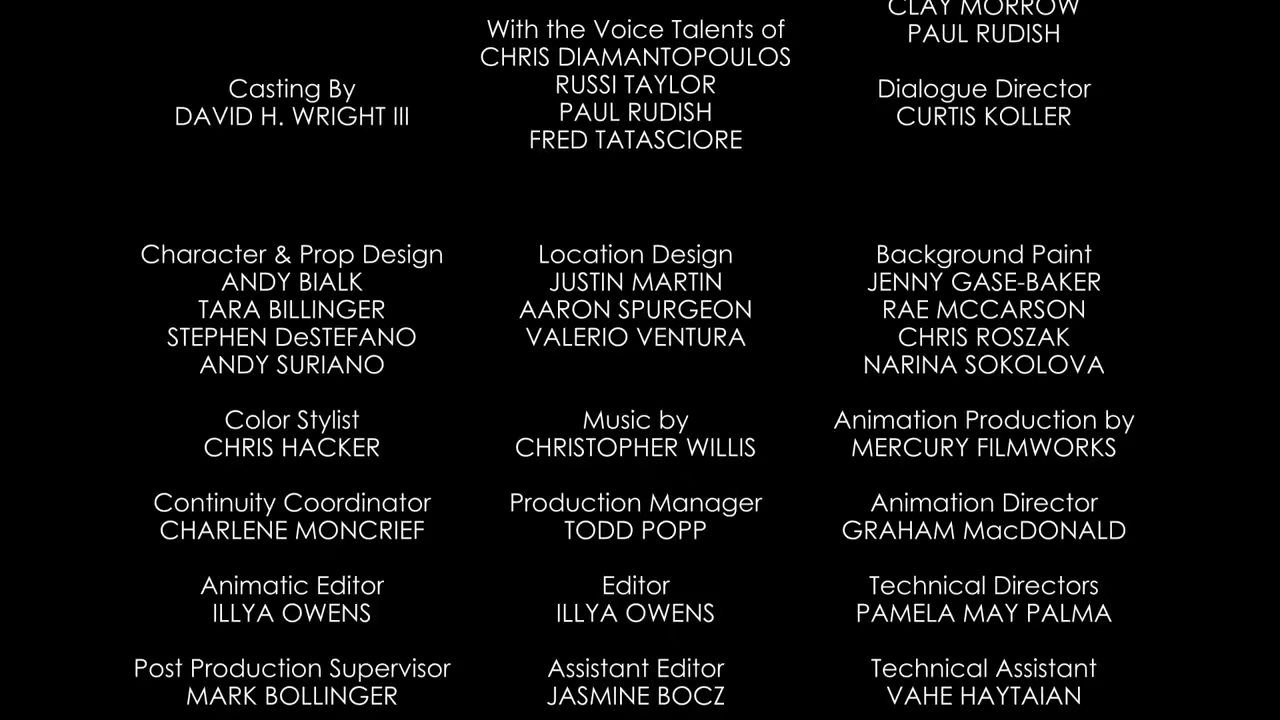 CLAY MORROW
PAUL RUDISH
With the Voice Talents of
CHRIS DIAMANTOPOULOS
RUSSI TAYLOR
PAUL RUDISH
FRED TATASCIORE
Casting By
DAVID H. WRIGHT III
Dialogue Director
CURTIS KOLLER
Character & Prop Design
ANDY BIALK
TARA BILLINGER
STEPHEN DeSTEFANO
ANDY SURIANO
Location Design
JUSTIN MARTIN
AARON SPURGEON
VALERIO VENTURA
Background Paint
JENNY GASE-BAKER
RAE MCCARSON
CHRIS ROSZAK
NARINA SOKOLOVA
Color Stylist
CHRIS HACKER
Music by
CHRISTOPHER WILLIS
Animation Production by
MERCURY FILMWORKS
Continuity Coordinator
CHARLENE MONCRIEF
Production Manager
TODD POPP
Animation Director
GRAHAM MacDONALD
Animatic Editor
ILLYA OWENS
Editor
ILLYA OWENS
Technical Directors
PAMELA MAY PALMA
Post Production Supervisor
MARK BOLLINGER
Assistant Editor
JASMINE BOCZ
Technical Assistant
VAHE HAYTAIAN